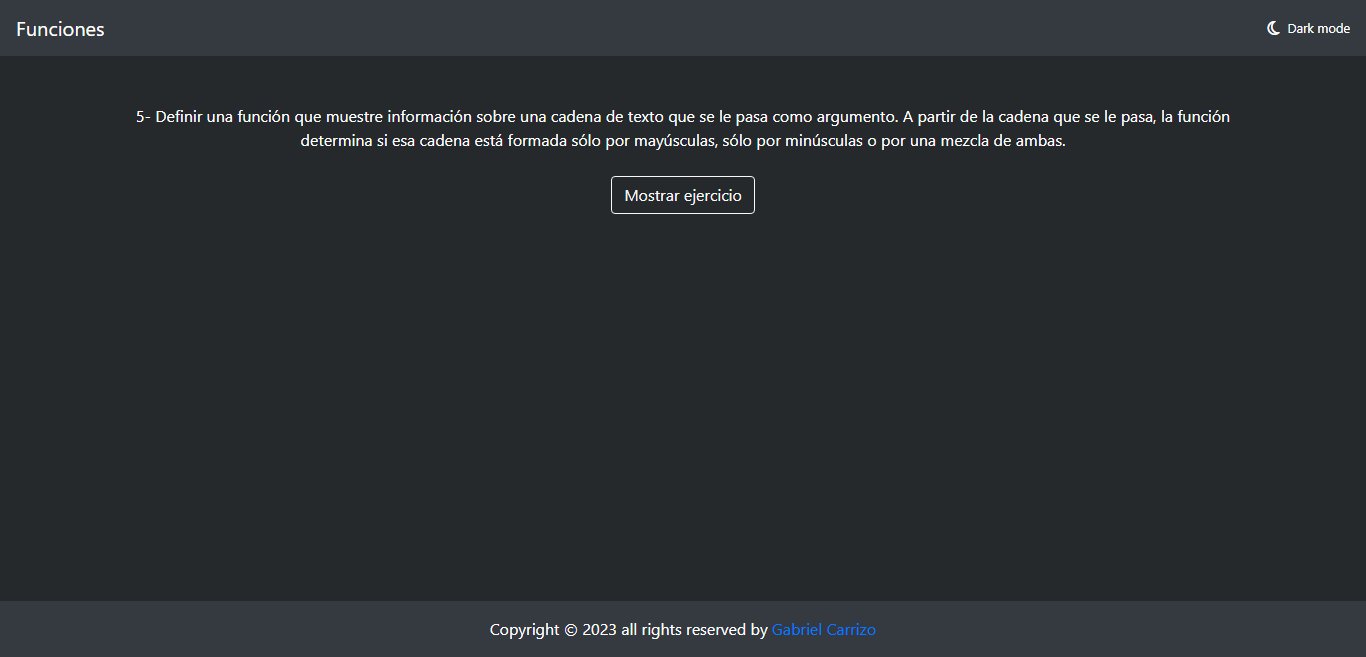 Funciones
Dark mode
5- Definir una función que muestre información sobre una cadena de texto que se le pasa como argumento. A partir de la cadena que se le pasa, la función
determina si esa cadena está formada sólo por mayúsculas, sólo por minúsculas o por una mezcla de ambas.
Mostrar ejercicio
Copyright © 2023 all rights reserved by Gabriel Carrizo